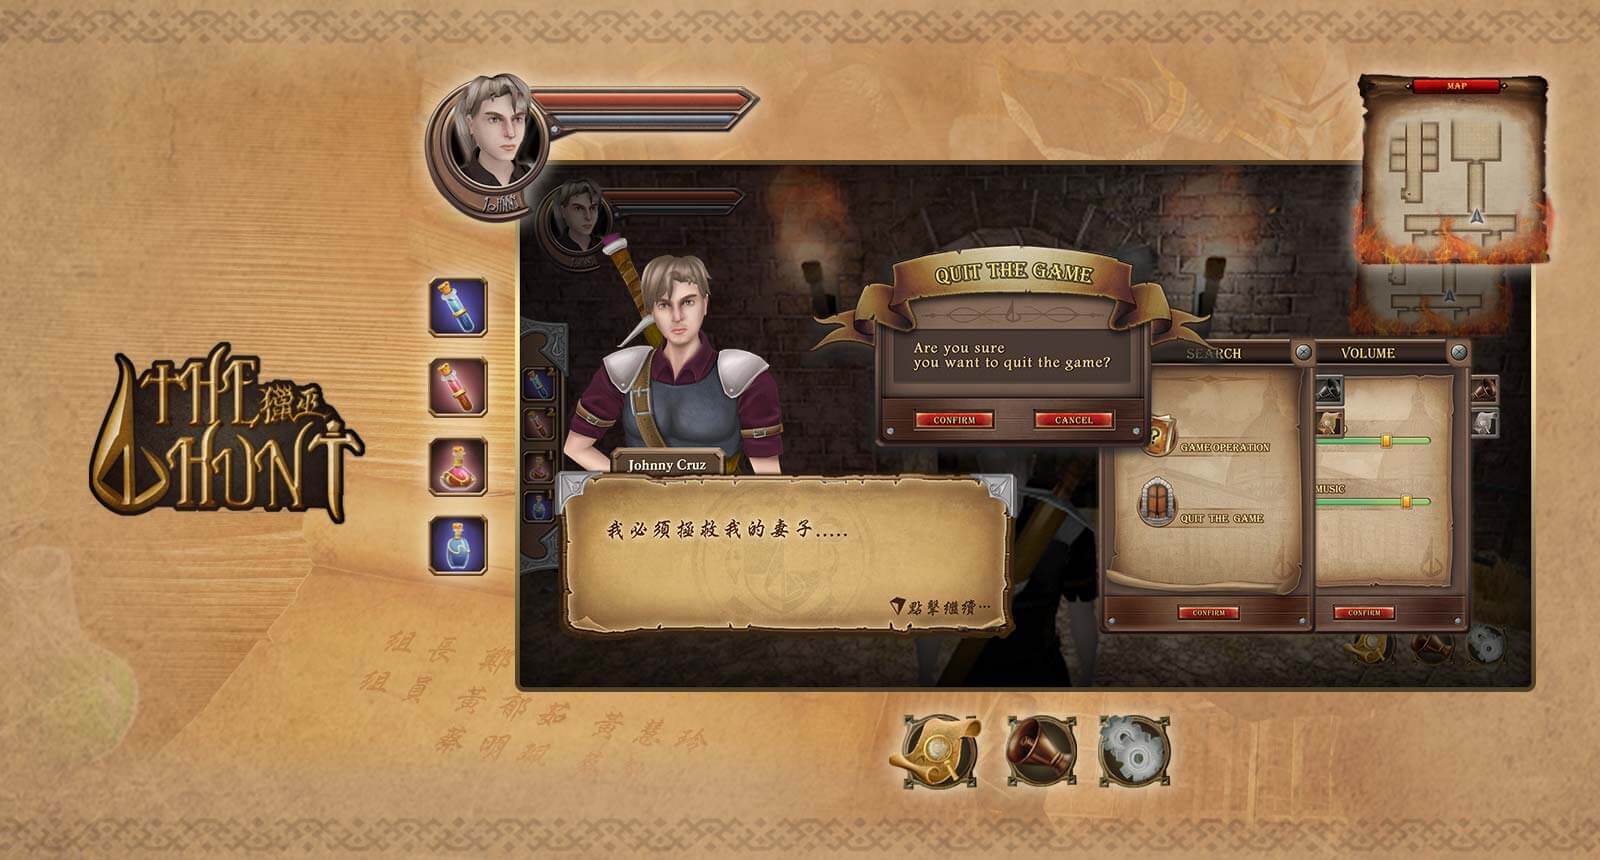 THE
獵巫
HUNT
MAP
QUIT THE GAME
Are you sure
you want to quit the game?
CONFIRM
CANCEL
SEARCH
VOLUME
GAME OPERATION
MUSIC
QUIT THE GAME
CONFIRM
CONFIRM
Johnny Cruz
我必須拯救我的妻子.....
點擊繼續...
組長 鄭
組員 黃郁茹 黃慧珍
蔡明